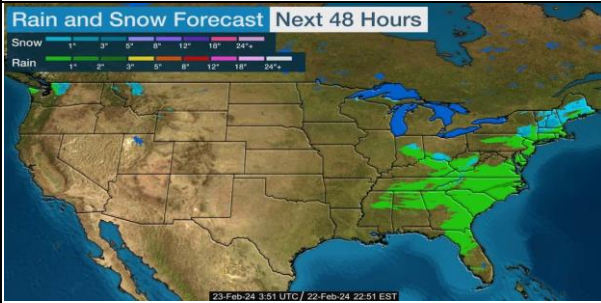 Rain and Snow Forecast Next 48 Hours
Snow
1" 3" 5" 8" 12" 18" 24"+
Rain
1" 2" 3" 5" 8" 12" 18" 24"+
23-Feb-24 3:51 UTC / 22-Feb-24 22:51 EST